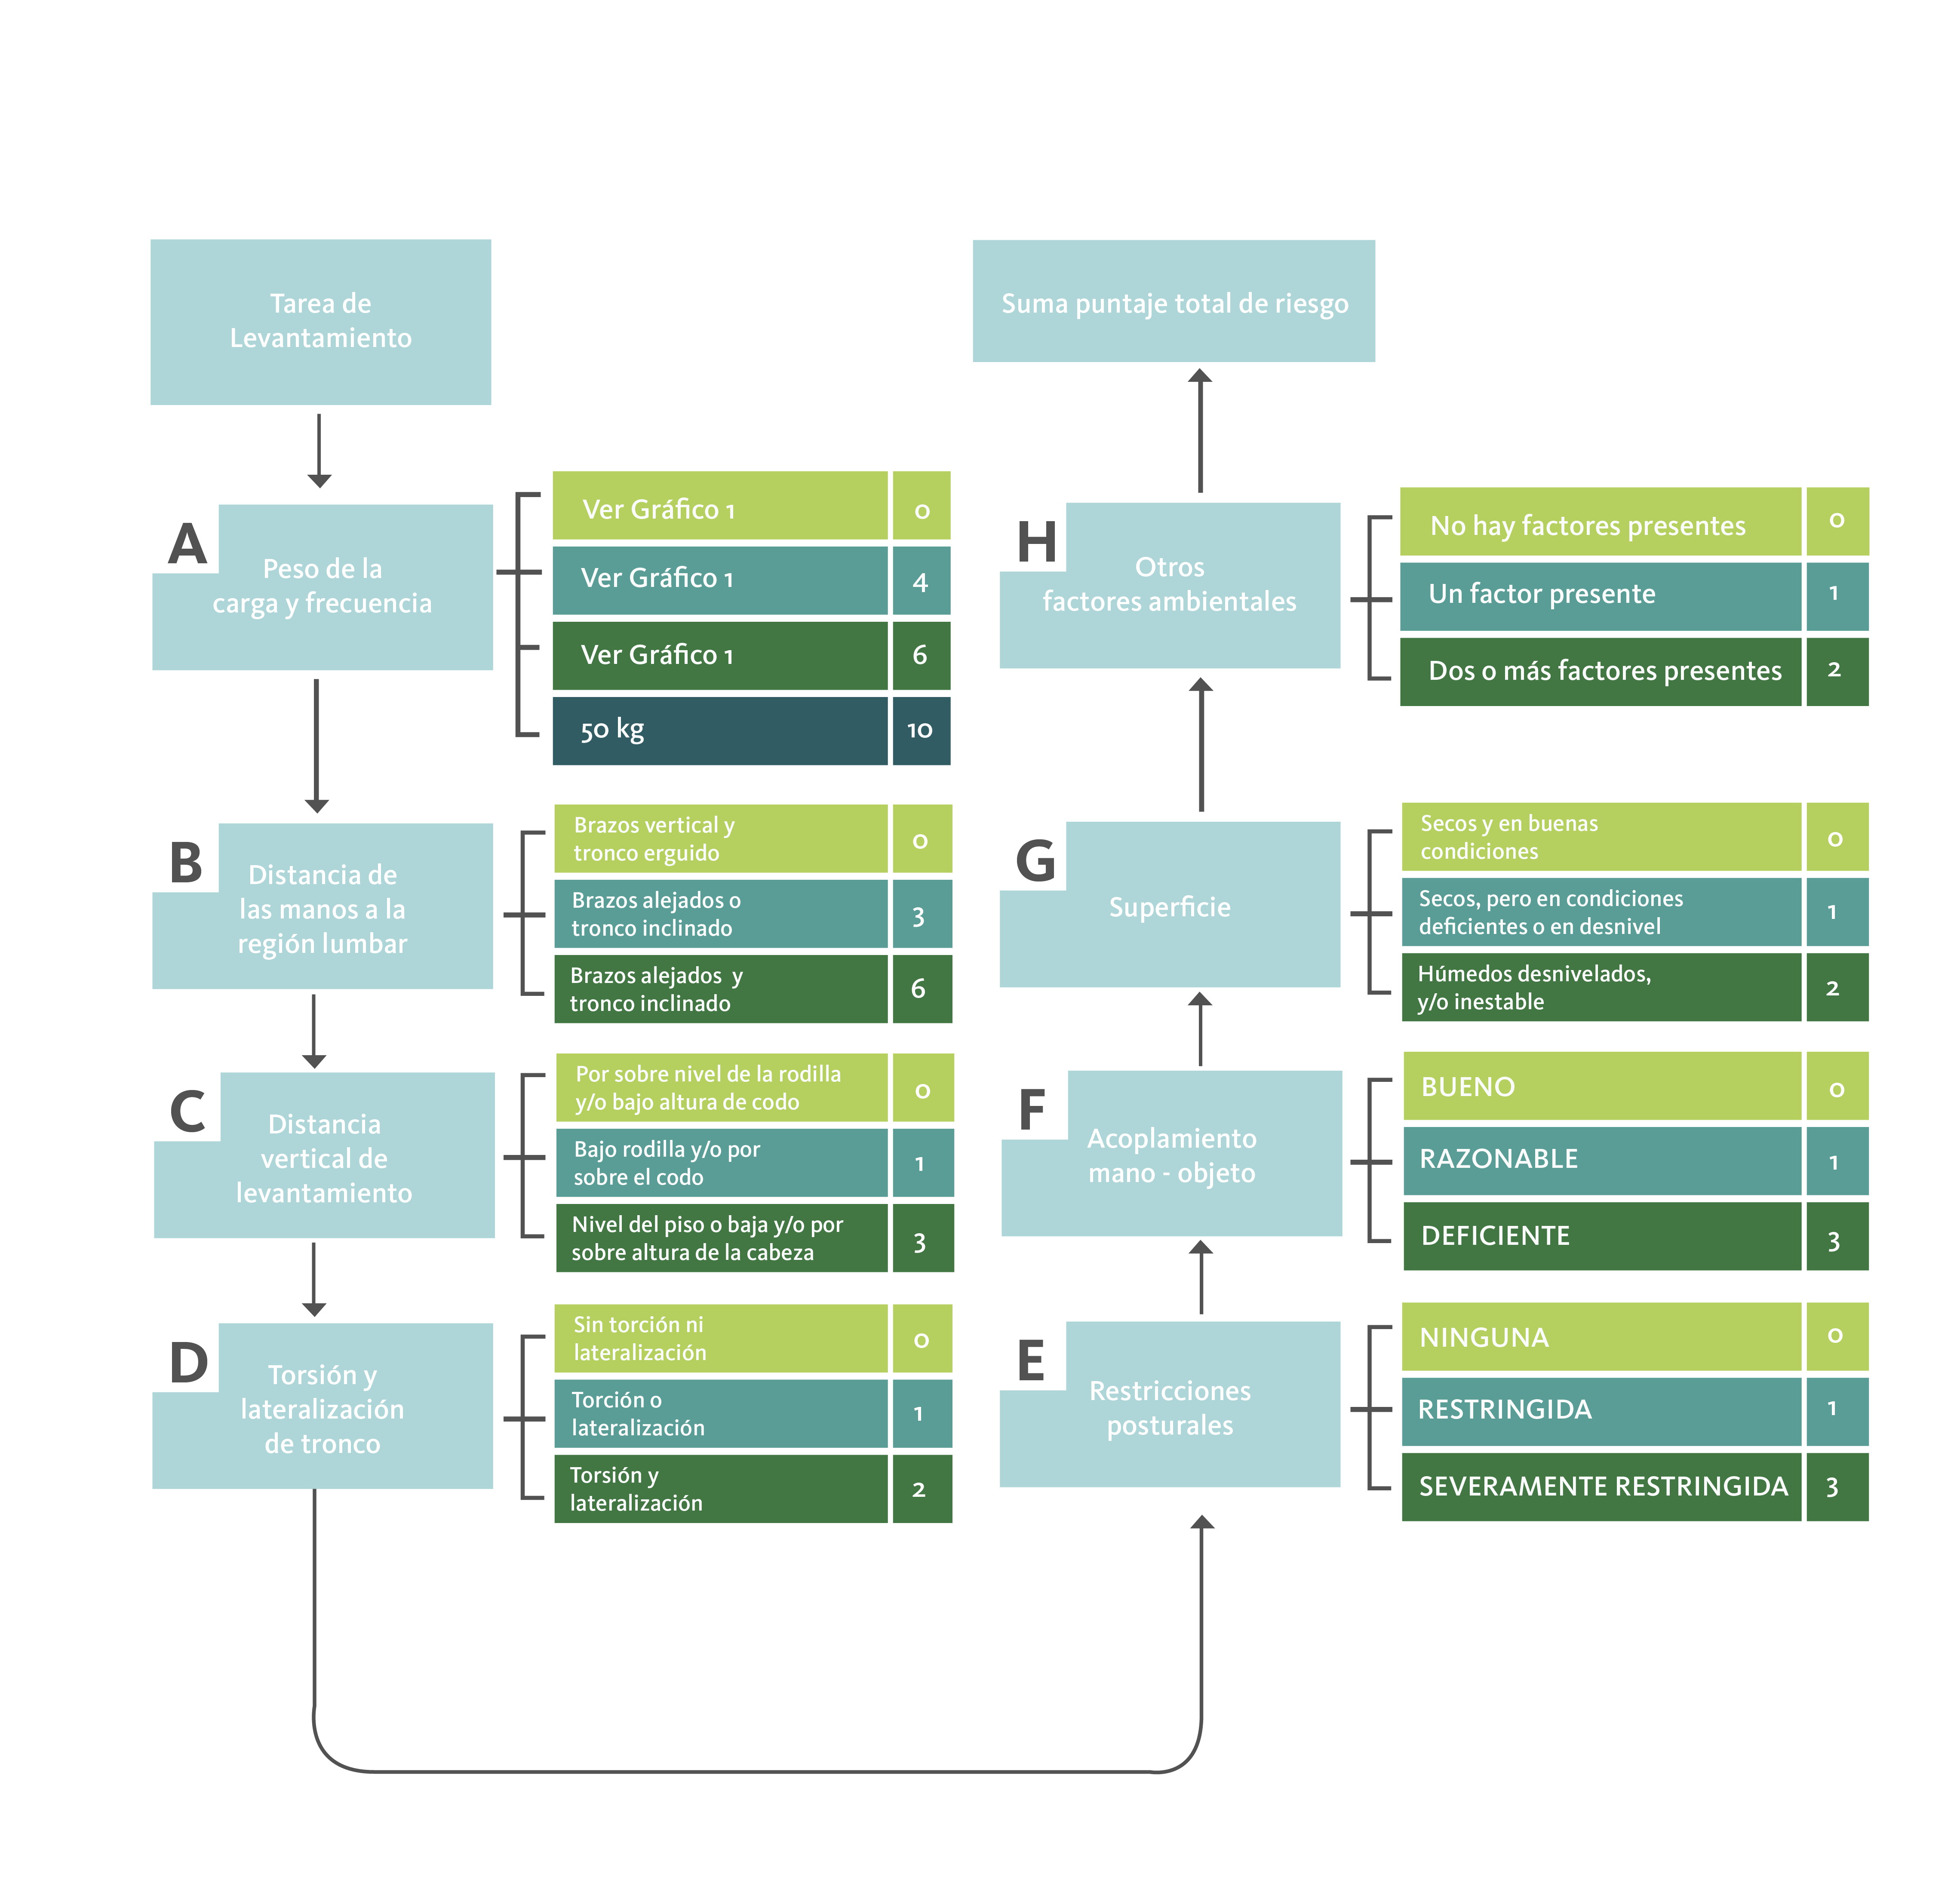 Tarea de
Levantamiento
A
Peso de la
carga y frecuencia
Ver Gráfico 1
0
Ver Gráfico 1
4
Ver Gráfico 1
6
50 kg
10
B
Distancia de
las manos a la
región lumbar
Brazos vertical y
tronco erguido
0
Brazos alejados o
tronco inclinado
3
Brazos alejados y
tronco inclinado
6
C
Distancia
vertical de
levantamiento
Por sobre nivel de la rodilla
y/o bajo altura de codo
0
Bajo rodilla y/o por
sobre el codo
1
Nivel del piso o baja y/o por
sobre altura de la cabeza
3
D
Torsión y
lateralización
de tronco
Sin torción ni
lateralización
0
Torción o
lateralización
1
Torsión y
lateralización
2
E
Restricciones
posturales
NINGUNA
0
RESTRINGIDA
1
SEVERAMENTE RESTRINGIDA
3
F
Acoplamiento
mano - objeto
BUENO
0
RAZONABLE
1
DEFICIENTE
3
G
Superficie
Secos y en buenas
condiciones
0
Secos, pero en condiciones
deficientes o en desnivel
1
Húmedos desnivelados,
y/o inestable
2
H
Otros
factores ambientales
No hay factores presentes
0
Un factor presente
1
Dos o más factores presentes
2
Suma puntaje total de riesgo